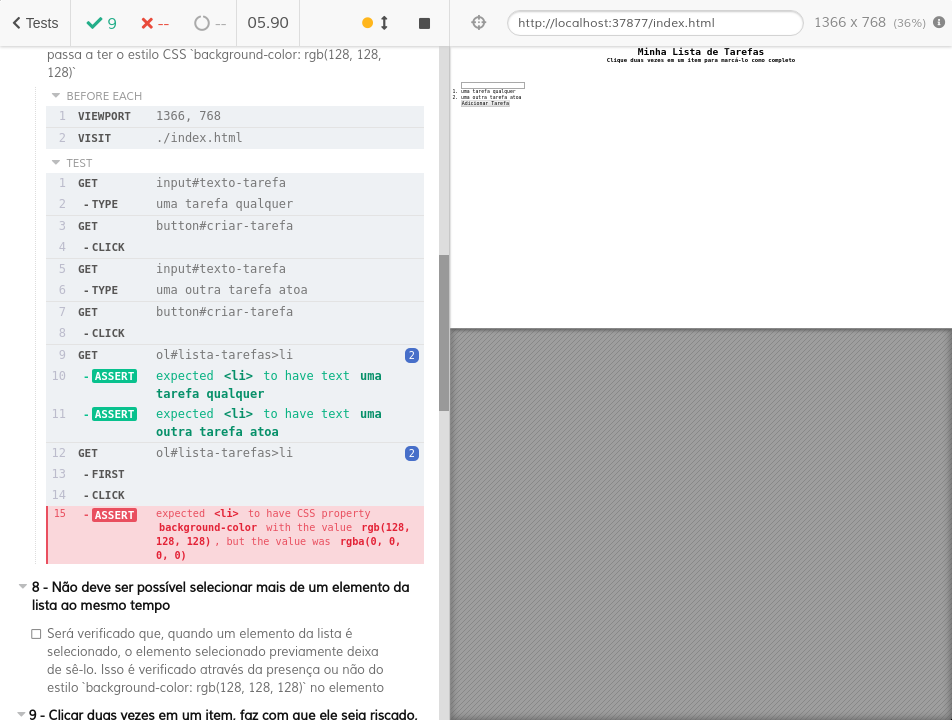 Tests
9
--
--
05.90
http://localhost:37877/index.html
1366 x 768 (36%)
passa a ter o estilo CSS `background-color: rgb(128, 128,
128)`
BEFORE EACH
1 VIEWPORT 1366, 768
2 VISIT ./index.html
TEST
1 GET input#texto-tarefa
2 - TYPE uma tarefa qualquer
3 GET button#criar-tarefa
4 - CLICK
5 GET input#texto-tarefa
6 - TYPE uma outra tarefa atoa
7 GET button#criar-tarefa
8 - CLICK
9 GET ol#lista-tarefas>li 2
10 - ASSERT expected <li> to have text uma
tarefa qualquer
11 - ASSERT expected <li> to have text uma
outra tarefa atoa
12 GET ol#lista-tarefas>li 2
13 - FIRST
14 - CLICK
15 - ASSERT expected <li> to have CSS property
background-color with the value rgb(128,
128, 128) , but the value was rgba(0, 0,
0, 0)
8 - Não deve ser possível selecionar mais de um elemento da
lista ao mesmo tempo
Será verificado que, quando um elemento da lista é
selecionado, o elemento selecionado previamente deixa
de sê-lo. Isso é verificado através da presença ou não do
estilo `background-color: rgb(128, 128, 128)` no elemento
9 - Clicar duas vezes em um item, faz com que ele seja riscado,
Minha Lista de Tarefas
Clique duas vezes em um item para marcá-lo como completo
1. uma tarefa qualquer
2. uma outra tarefa atoa
Adicionar Tarefa